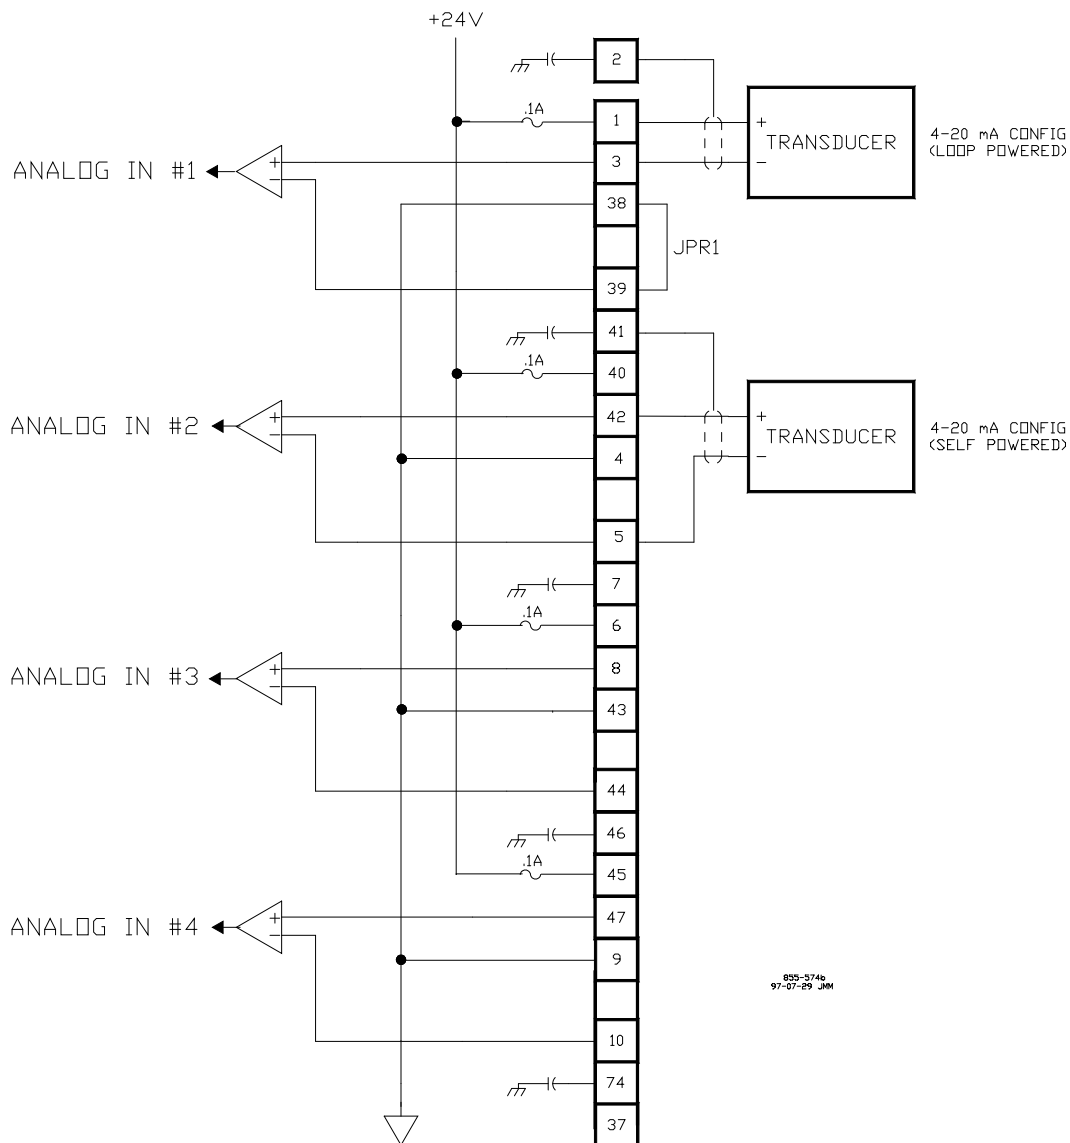 +24V
2
.1A
1
+
TRANSDUCER
-
4-20 mA CONFIG
(LOOP POWERED)
ANALOG IN #1
+
-
3
38
JPR1
39
41
.1A
40
ANALOG IN #2
+
-
42
+
TRANSDUCER
-
4-20 mA CONFIG
(SELF POWERED)
4
5
7
.1A
6
ANALOG IN #3
+
-
8
43
44
46
.1A
45
ANALOG IN #4
+
-
47
9
855-574b
97-07-29 JMM
10
74
37